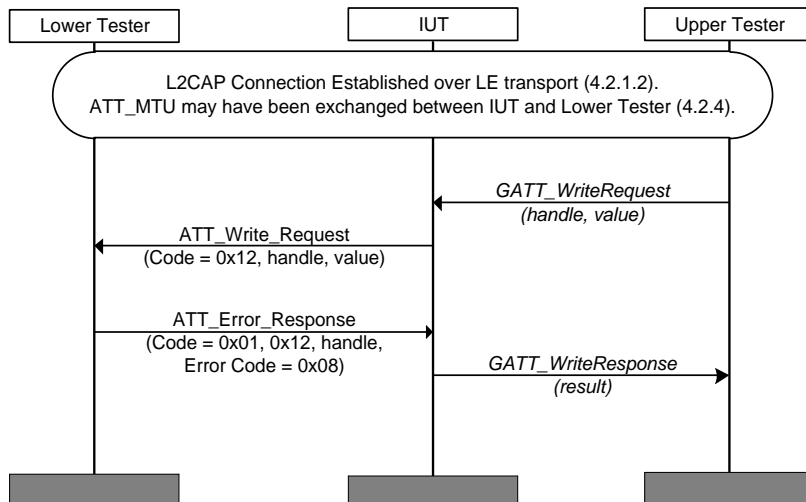 Lower Tester
IUT
Upper Tester
L2CAP Connection Established over LE transport (4.2.1.2).
ATT_MTU may have been exchanged between IUT and Lower Tester (4.2.4).
GATT_WriteRequest
(handle, value)
ATT_Write_Request
(Code = 0x12, handle, value)
ATT_Error_Response
(Code = 0x01, 0x12, handle,
Error Code = 0x08)
GATT_WriteResponse
(result)